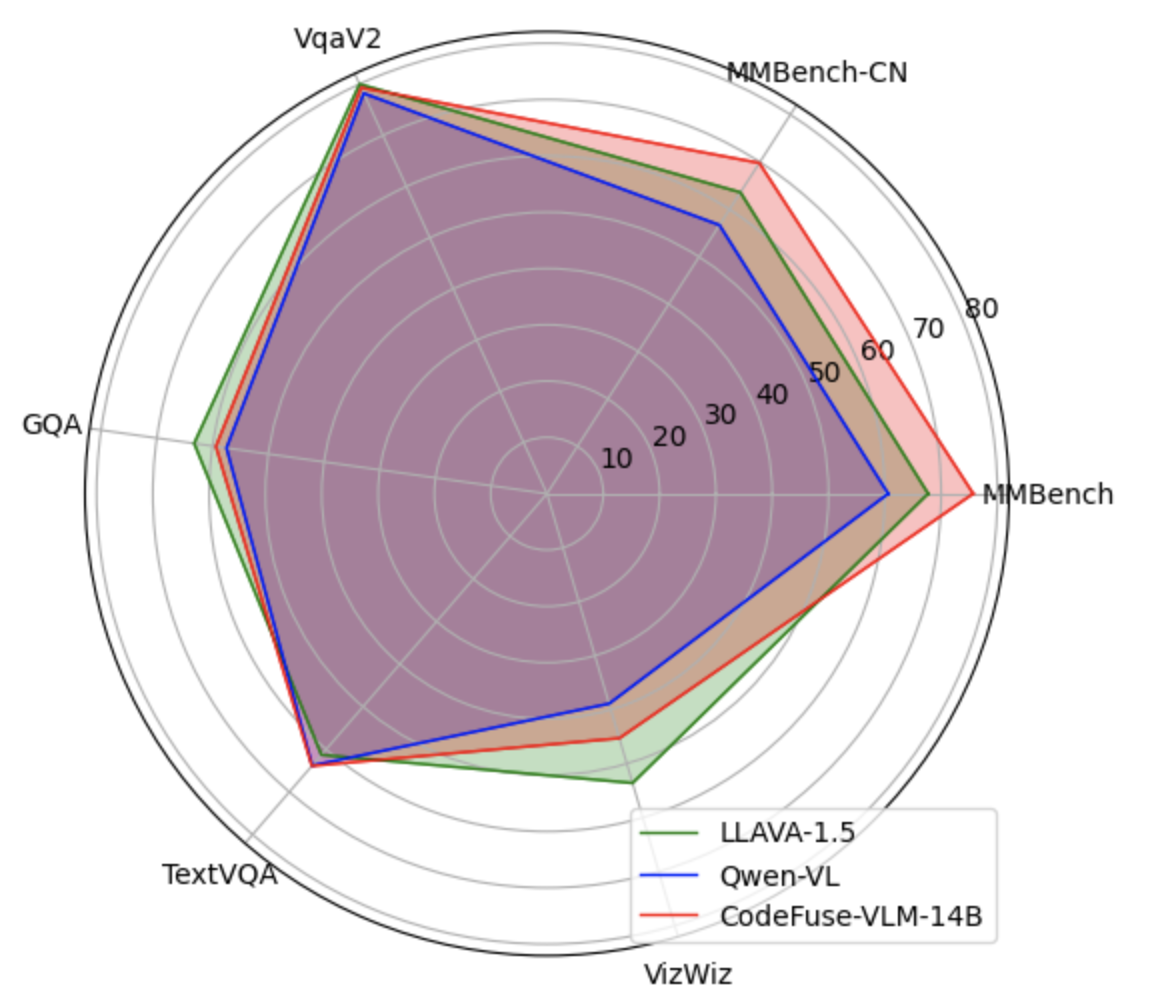 VqaV2
MMBench-CN
80
70
60
50
40
30
20
10
GQA
MMBench
TextVQA
VizWiz
LLAVA-1.5
Qwen-VL
CodeFuse-VLM-14B